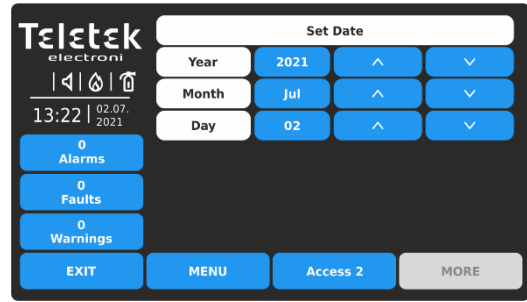 Teletek
electroni
13:22 02.07.
2021
0
Alarms
0
Faults
0
Warnings
Set Date
Year 2021
Month Jul
Day 02
EXIT MENU Access 2 MORE